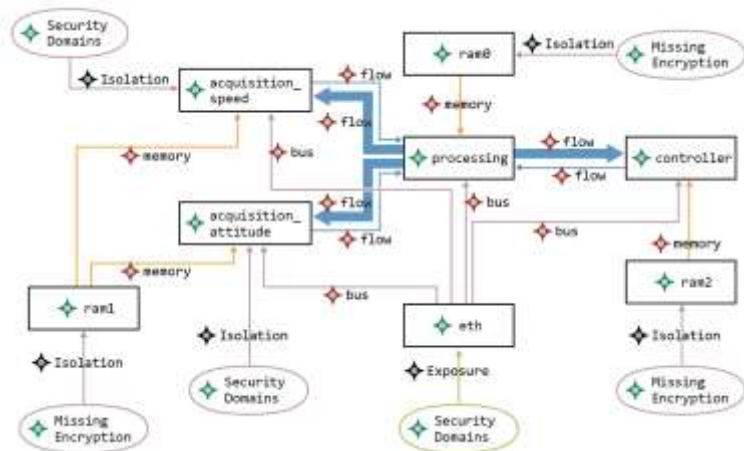 Security
Domains
Isolation
ram0
Isolation
Missing
Encryption
acquisition_
speed
flow
memory
flow
memory
bus
processing
flow
controller
flow
flow
bus
acquisition_
attitude
flow
bus
memory
memory
ram1
bus
eth
ram2
Isolation
Isolation
Exposure
Isolation
Missing
Encryption
Security
Domains
Security
Domains
Missing
Encryption